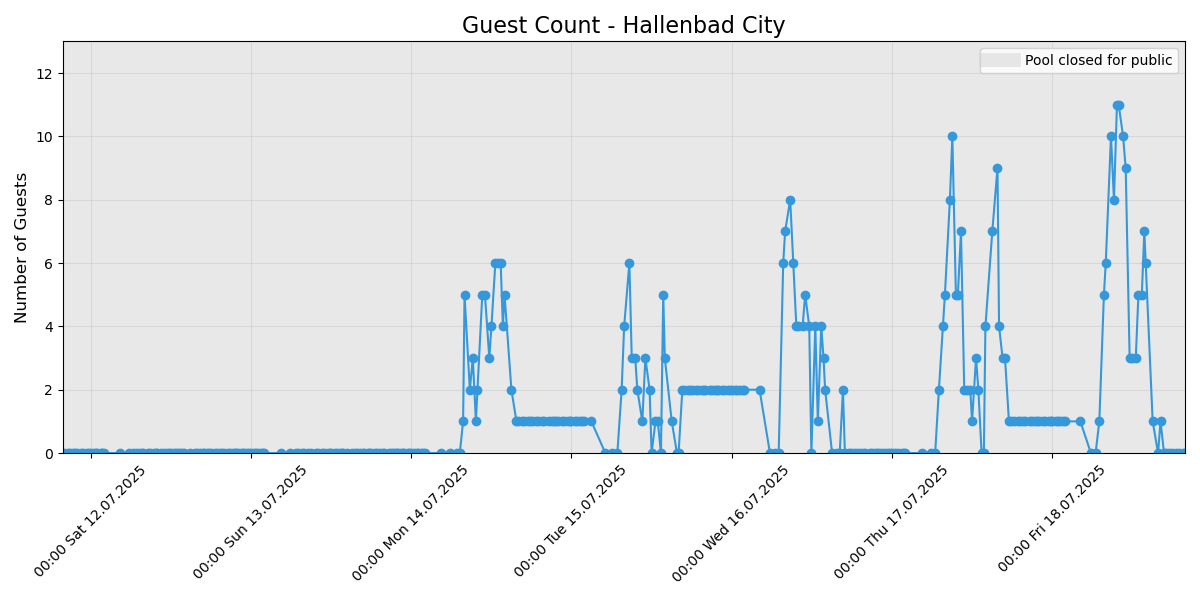 Guest Count - Hallenbad City
Pool closed for public
Number of Guests
12
10
8
6
4
2
0
00:00 Sat 12.07.2025
00:00 Sun 13.07.2025
00:00 Mon 14.07.2025
00:00 Tue 15.07.2025
00:00 Wed 16.07.2025
00:00 Thu 17.07.2025
00:00 Fri 18.07.2025